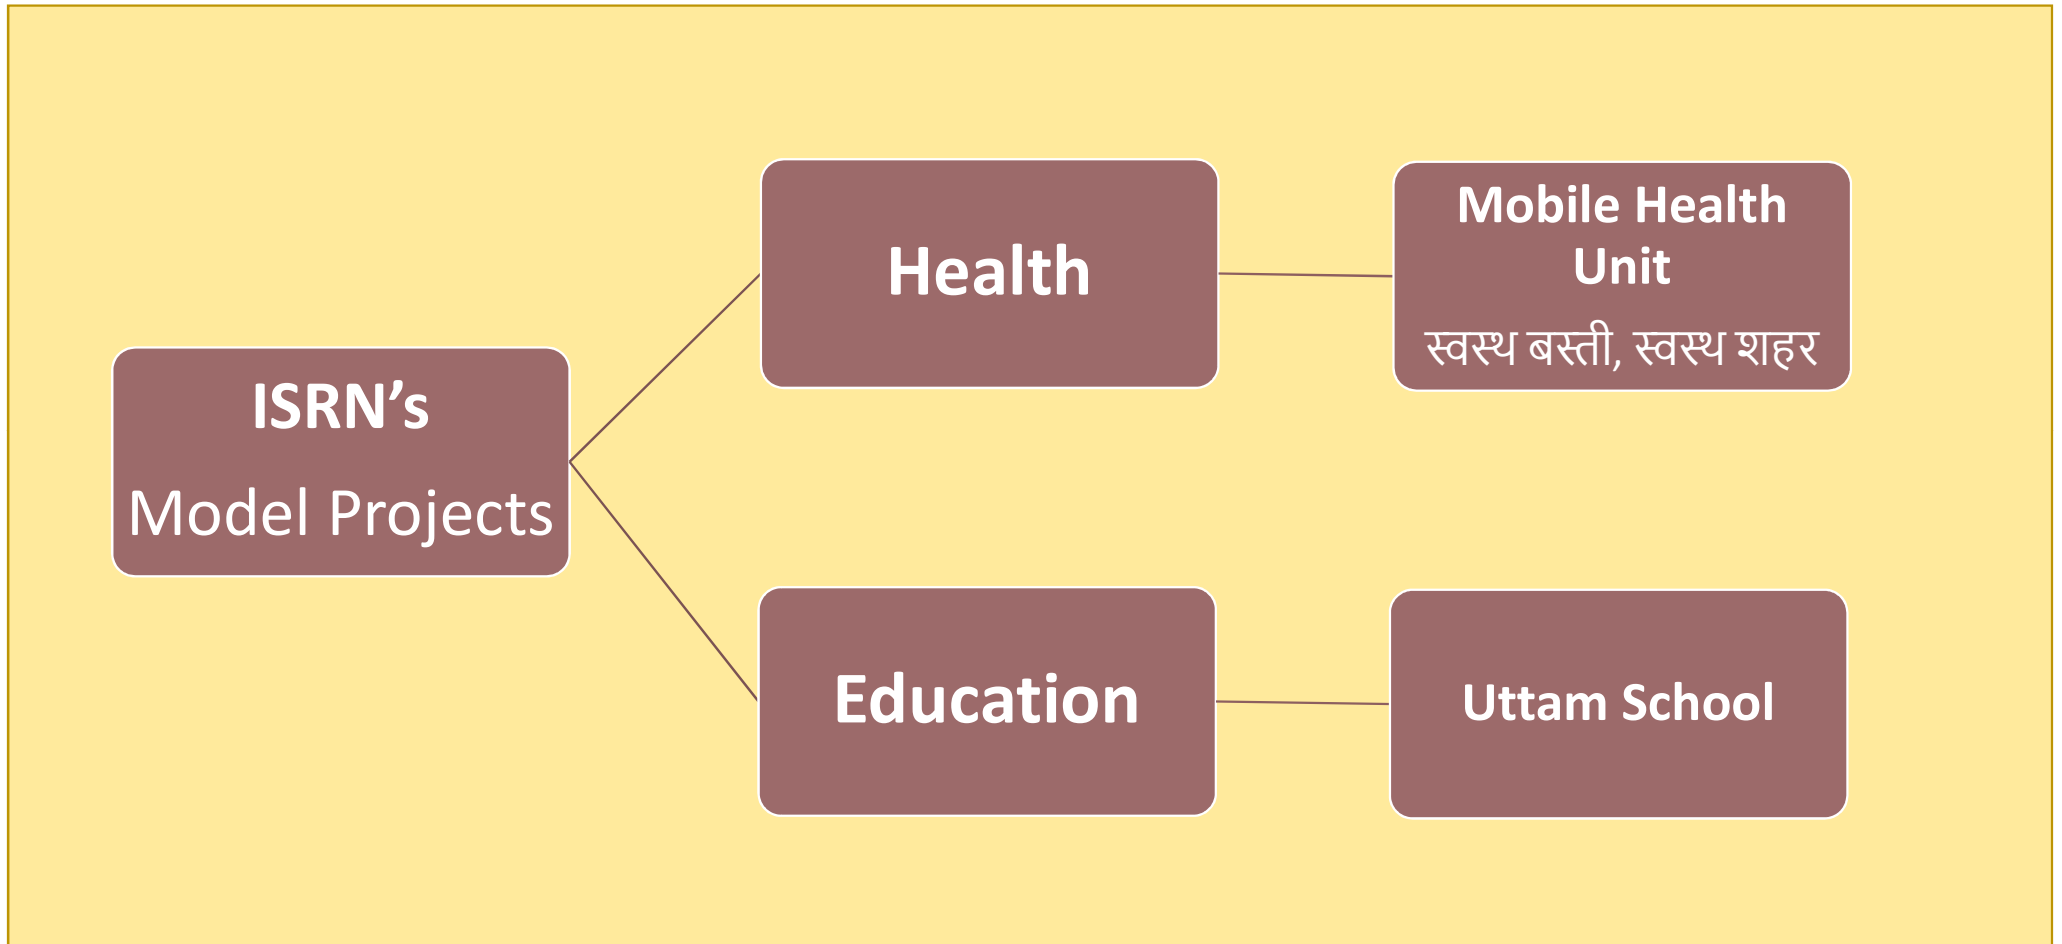 ISRN’s
Model Projects
Health
Mobile Health
Unit
स्वस्थ बस्ती, स्वस्थ शहर
Education
Uttam School